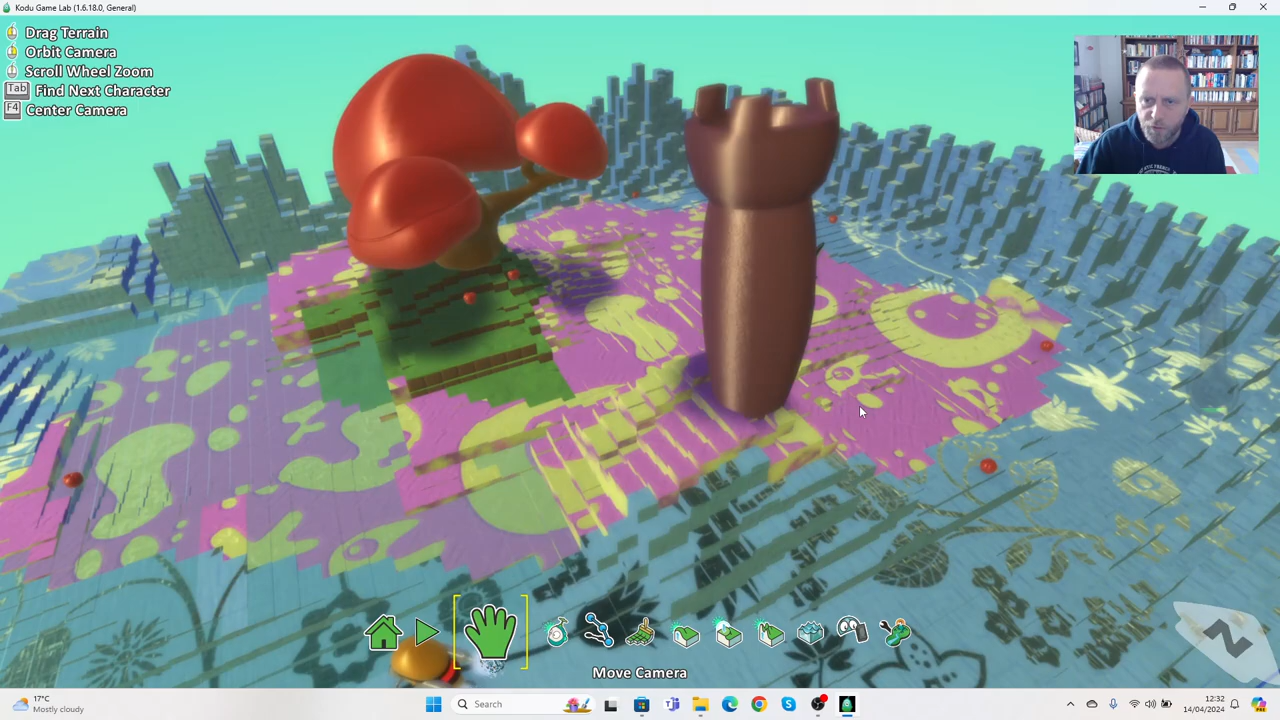 Kodu Game Lab (1.6.18.0, General)
Drag Terrain
Orbit Camera
Scroll Wheel Zoom
Tab Find Next Character
F4 Center Camera
Move Camera
17°C
Mostly cloudy
Search
12:32
14/04/2024